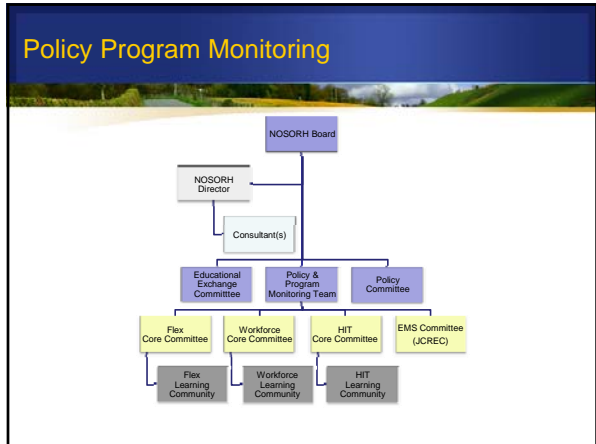 Policy Program Monitoring
NOSORH Board
NOSORH
Director
Consultant(s)
Educational
Exchange
Committtee
Policy &
Program
Monitoring Team
Policy
Committee
Flex
Core Committee
Workforce
Core Committee
HIT
Core Committee
EMS Committee
(JCREC)
Flex
Learning
Community
Workforce
Learning
Community
HIT
Learning
Community